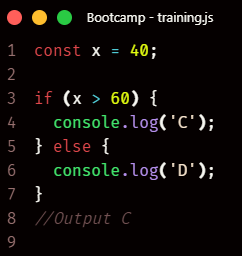 Bootcamp - training.js
1 const x = 40;
2
3 if (x > 60) {
4   console.log('C');
5 } else {
6   console.log('D');
7 }
8 //Output C
9